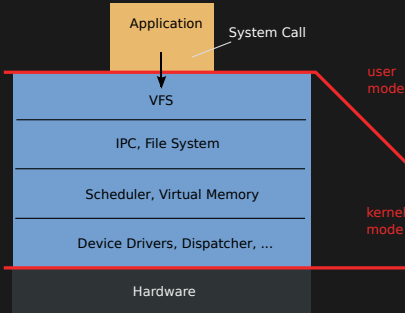 Application
System Call
user
mode
VFS
IPC, File System
Scheduler, Virtual Memory
kernel
mode
Device Drivers, Dispatcher, ...
Hardware